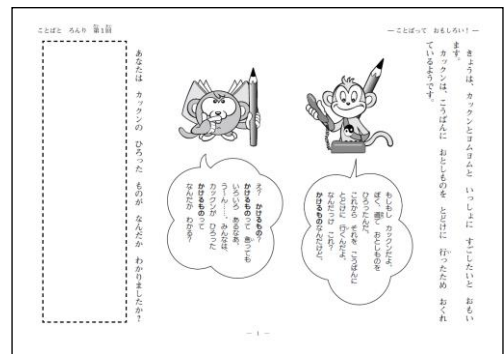 ことばと ろんり 第1回
― ことばって おもしろい! ―
きょうは、カックンとヨムヨムと いっしょに すごしたいと おもい
ます。
カックンは、こうばんに おとしものを とどけに 行ったため おくれ
ているようです。
もしもし カックンだよ。
ぼく、道で おとしものを
ひろったんだ。
これから それを こうばんに
とどけに 行くんだよ。
なんだっけ これ?
かけるものなんだけど。
え? かけるもの?
かけるものって 言っても
いろいろ あるなあ。
うーん……、みんなは、
カックンが ひろった
かけるものって
なんだか わかる?
あなたは カックンの ひろった ものが なんだか わかりましたか?
― 1 ―